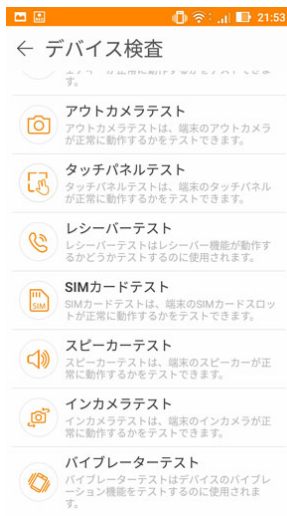 21:53
← デバイス検査
す。
アウトカメラテスト
アウトカメラテストは、端末のアウトカメラ
が正常に動作するかをテストできます。
タッチパネルテスト
タッチパネルテストは、端末のタッチパネル
が正常に動作するかをテストできます。
レシーバーテスト
レシーバーテストはレシーバー機能が動作す
るかどうかテストするのに使用されます。
SIM
SIMカードテスト
SIMカードテストは、端末のSIMカードスロッ
トが正常に動作するかをテストできます。
スピーカーテスト
スピーカーテストは、端末のスピーカーが正
常に動作するかをテストできます。
インカメラテスト
インカメラテストは、端末のインカメラが正
常に動作するかをテストできます。
バイブレーターテスト
バイブレーターテストはデバイスのバイブレ
ーション機能をテストするのに使用されま
す。